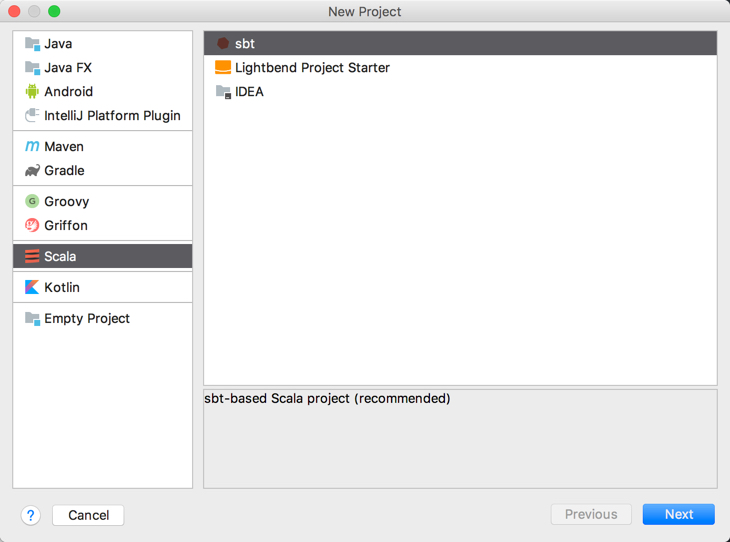 New Project
Java
Java FX
Android
IntelliJ Platform Plugin
Maven
Gradle
Groovy
Griffon
Scala
Kotlin
Empty Project
sbt
Lightbend Project Starter
IDEA
sbt-based Scala project (recommended)
?
Cancel
Previous
Next